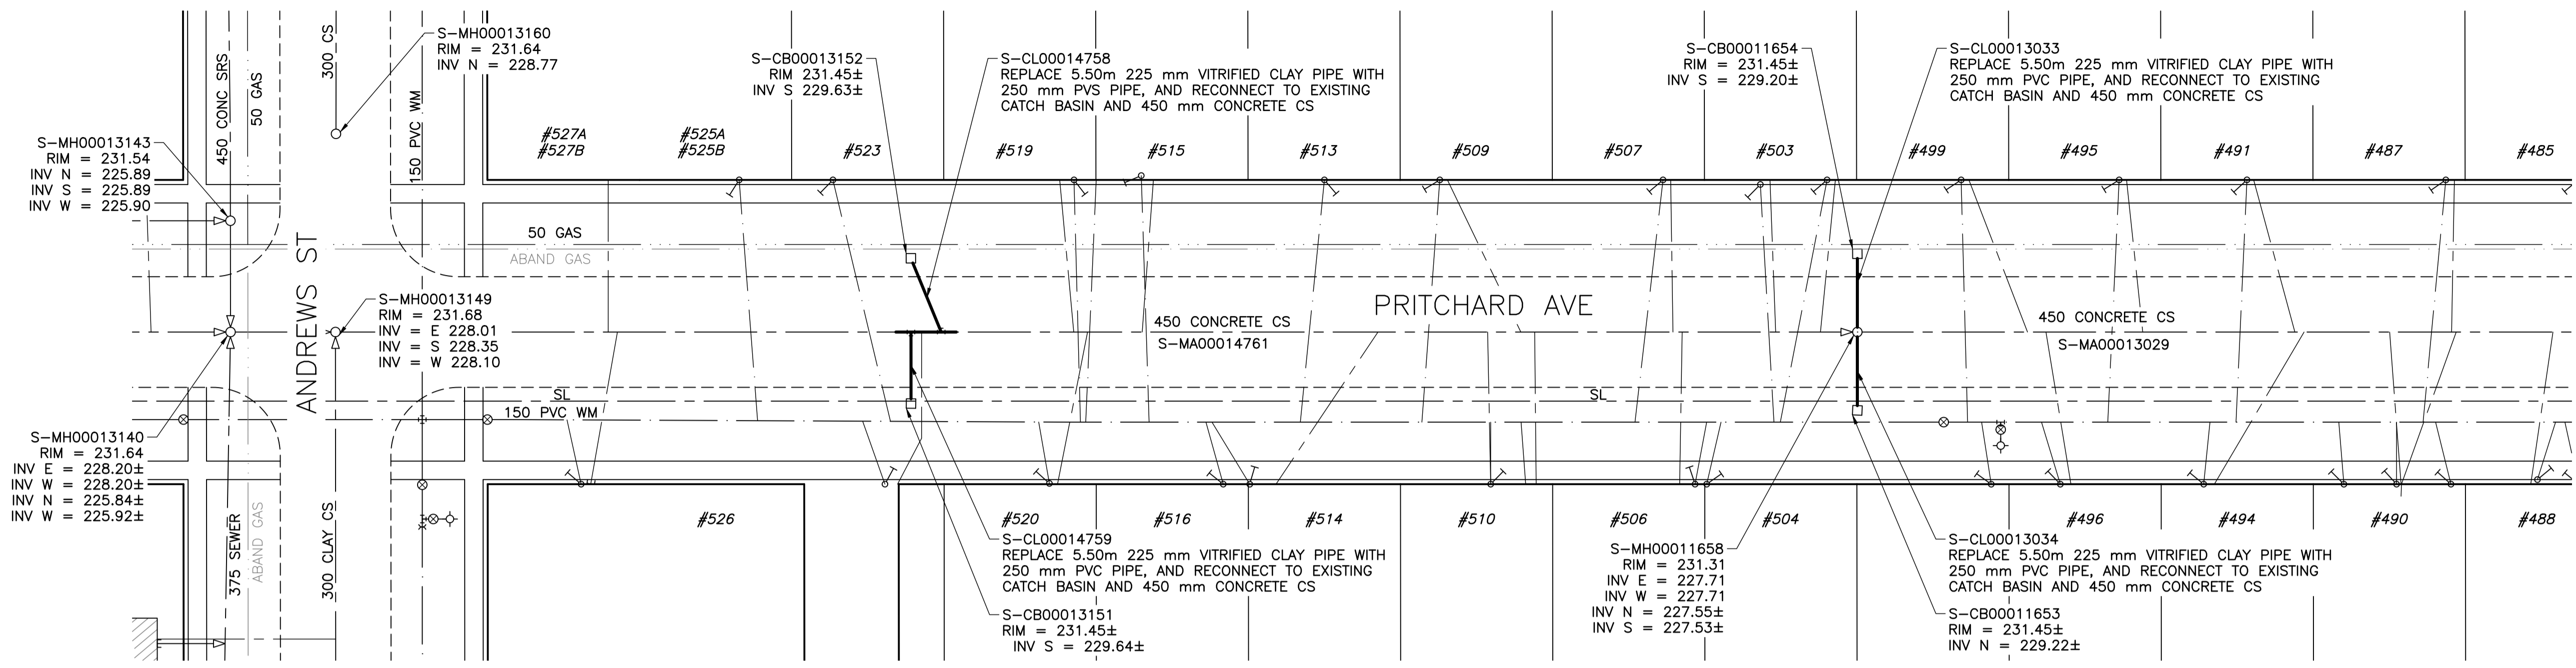 S-MH00013160
RIM = 231.64
INV N = 228.77
450 CONC SRS
50 GAS
300 CS
150 PVC WM
S-MH00013143
RIM = 231.54
INV N = 225.89
INV S = 225.89
INV W = 225.90
S-CB00013152
RIM 231.45±
INV S 229.63±
S-CL00014758
REPLACE 5.50m 225 mm VITRIFIED CLAY PIPE WITH
250 mm PVS PIPE, AND RECONNECT TO EXISTING
CATCH BASIN AND 450 mm CONCRETE CS
S-CB00011654
RIM = 231.45±
INV S = 229.20±
S-CL00013033
REPLACE 5.50m 225 mm VITRIFIED CLAY PIPE WITH
250 mm PVC PIPE, AND RECONNECT TO EXISTING
CATCH BASIN AND 450 mm CONCRETE CS
#527A
#527B
#525A
#525B
#523
#519
#515
#513
#509
#507
#503
#499
#495
#491
#487
#485
50 GAS
ABAND GAS
ANDREWS ST
S-MH00013149
RIM = 231.68
INV = E 228.01
INV = S 228.35
INV = W 228.10
PRITCHARD AVE
450 CONCRETE CS
S-MA00014761
450 CONCRETE CS
S-MA00013029
SL
150 PVC WM
SL
S-MH00013140
RIM = 231.64
INV E = 228.20±
INV W = 228.20±
INV N = 225.84±
INV W = 225.92±
375 SEWER
ABAND GAS
300 CLAY CS
#526
#520
#516
#514
#510
#506
#504
#496
#494
#490
#488
S-CL00014759
REPLACE 5.50m 225 mm VITRIFIED CLAY PIPE WITH
250 mm PVC PIPE, AND RECONNECT TO EXISTING
CATCH BASIN AND 450 mm CONCRETE CS
S-CB00013151
RIM = 231.45±
INV S = 229.64±
S-MH00011658
RIM = 231.31
INV E = 227.71
INV W = 227.71
INV N = 227.55±
INV S = 227.53±
S-CL00013034
REPLACE 5.50m 225 mm VITRIFIED CLAY PIPE WITH
250 mm PVC PIPE, AND RECONNECT TO EXISTING
CATCH BASIN AND 450 mm CONCRETE CS
S-CB00011653
RIM = 231.45±
INV N = 229.22±